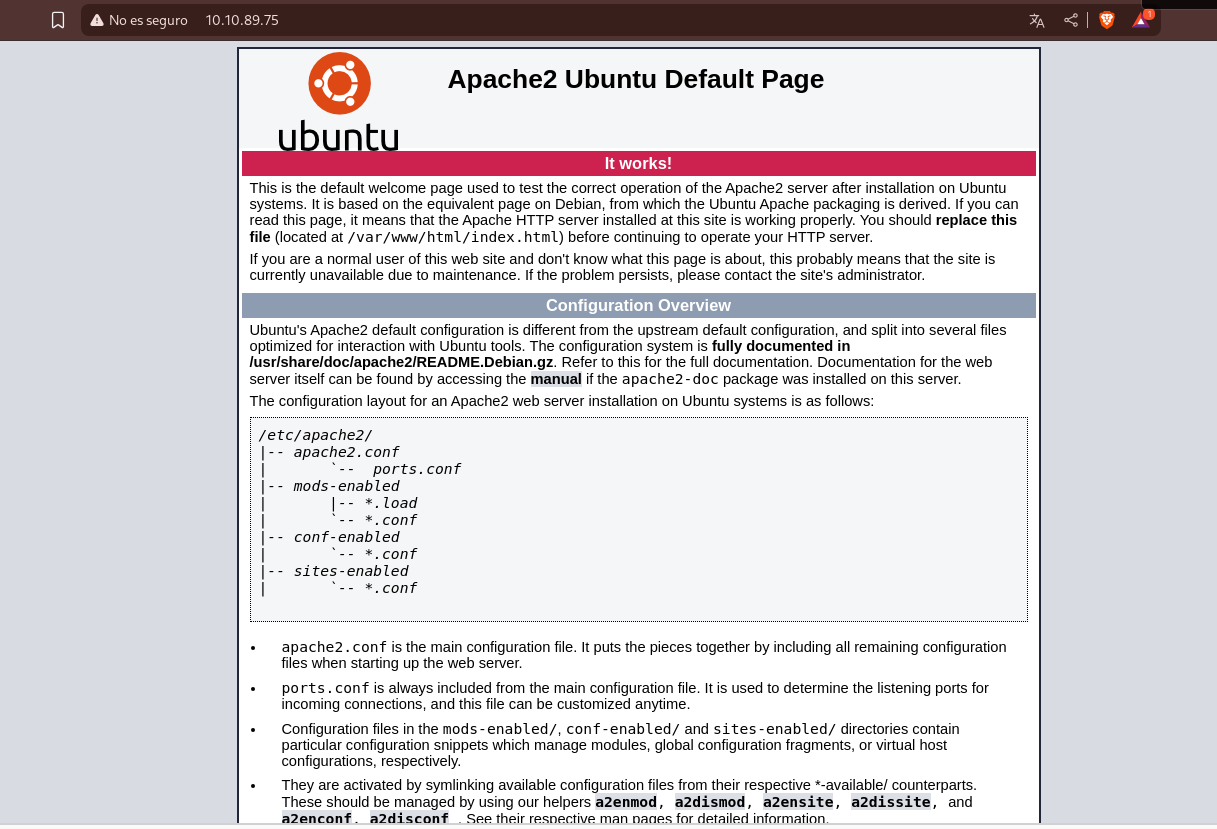 No es seguro 10.10.89.75
1
ubuntu
Apache2 Ubuntu Default Page
It works!
This is the default welcome page used to test the correct operation of the Apache2 server after installation on Ubuntu
systems. It is based on the equivalent page on Debian, from which the Ubuntu Apache packaging is derived. If you can
read this page, it means that the Apache HTTP server installed at this site is working properly. You should replace this
file (located at /var/www/html/index.html) before continuing to operate your HTTP server.
If you are a normal user of this web site and don't know what this page is about, this probably means that the site is
currently unavailable due to maintenance. If the problem persists, please contact the site's administrator.
Configuration Overview
Ubuntu's Apache2 default configuration is different from the upstream default configuration, and split into several files
optimized for interaction with Ubuntu tools. The configuration system is fully documented in
/usr/share/doc/apache2/README.Debian.gz. Refer to this for the full documentation. Documentation for the web
server itself can be found by accessing the manual if the apache2-doc package was installed on this server.
The configuration layout for an Apache2 web server installation on Ubuntu systems is as follows:
/etc/apache2/
|-- apache2.conf
|       `--  ports.conf
|-- mods-enabled
|       |-- *.load
|       `-- *.conf
|-- conf-enabled
|       `-- *.conf
|-- sites-enabled
|       `-- *.conf
• apache2.conf is the main configuration file. It puts the pieces together by including all remaining configuration
files when starting up the web server.
• ports.conf is always included from the main configuration file. It is used to determine the listening ports for
incoming connections, and this file can be customized anytime.
• Configuration files in the mods-enabled/, conf-enabled/ and sites-enabled/ directories contain
particular configuration snippets which manage modules, global configuration fragments, or virtual host
configurations, respectively.
• They are activated by symlinking available configuration files from their respective *-available/ counterparts.
These should be managed by using our helpers a2enmod, a2dismod, a2ensite, a2dissite, and
a2enconf, a2disconf . See their respective man pages for detailed information.